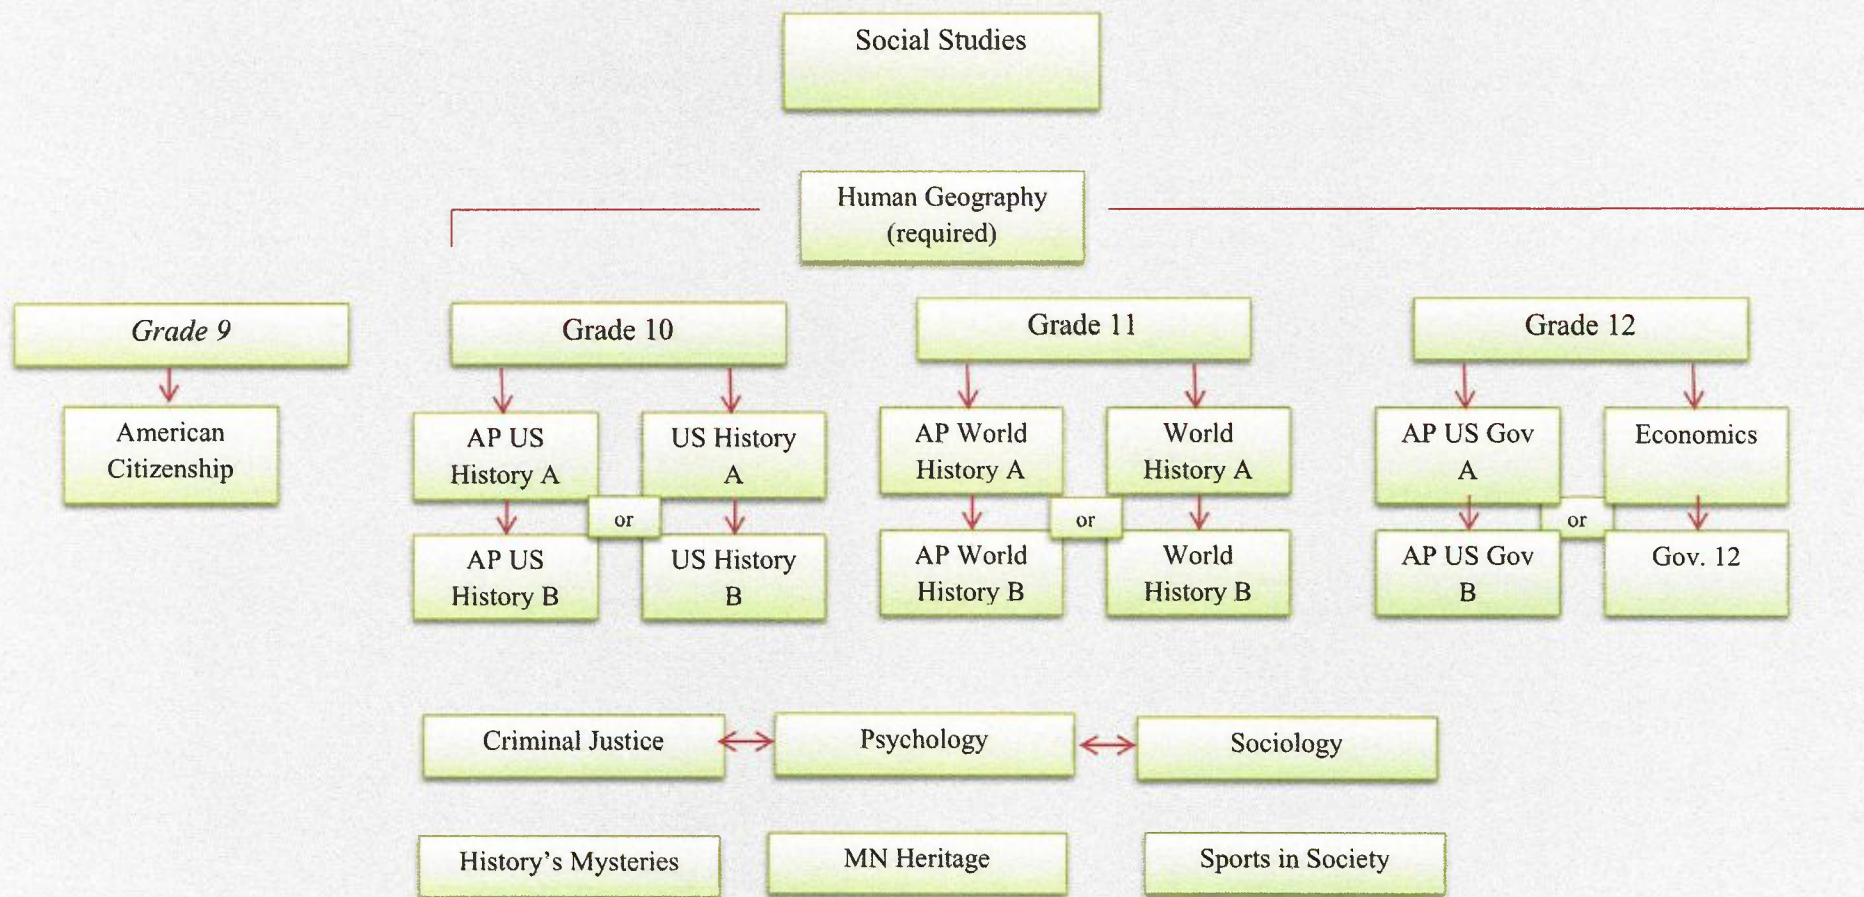 Social Studies
Human Geography
(required)
Grade 9
Grade 10
Grade 11
Grade 12
American
Citizenship
AP US
History A
US History
A
AP World
History A
World
History A
AP US Gov
A
Economics
or
or
or
AP US
History B
US History
B
AP World
History B
World
History B
AP US Gov
B
Gov. 12
Criminal Justice
Psychology
Sociology
History's Mysteries
MN Heritage
Sports in Society